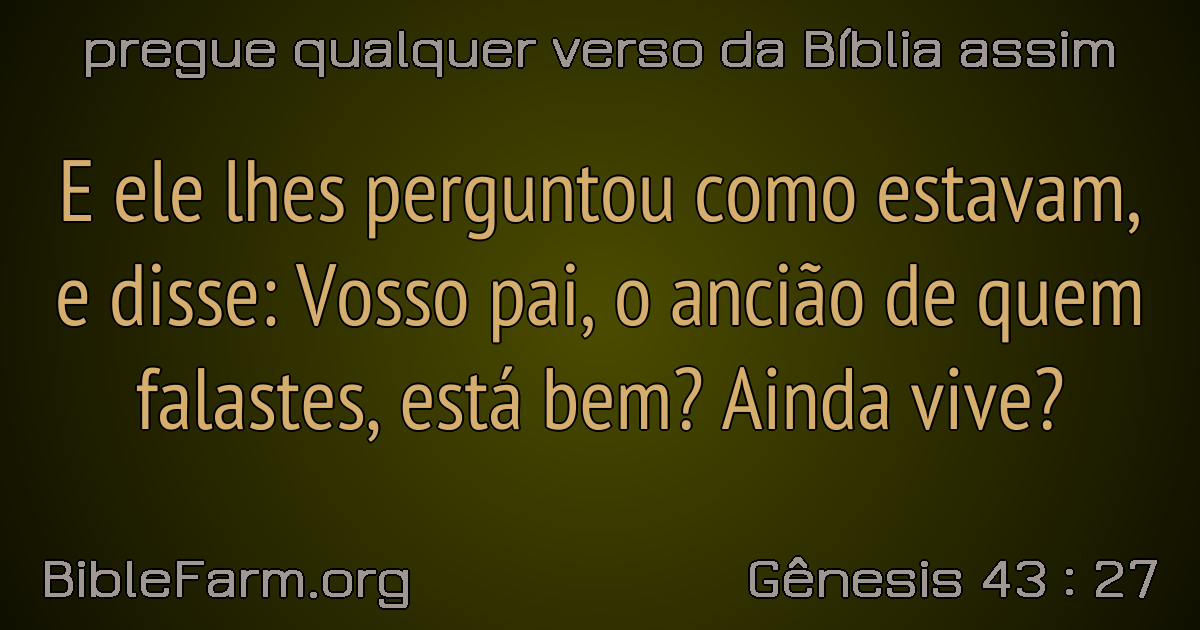 pregue qualquer verso da Bíblia assim
E ele lhes perguntou como estavam,
e disse: Vosso pai, o ancião de quem
falastes, está bem? Ainda vive?
BibleFarm.org
Gênesis 43 : 27